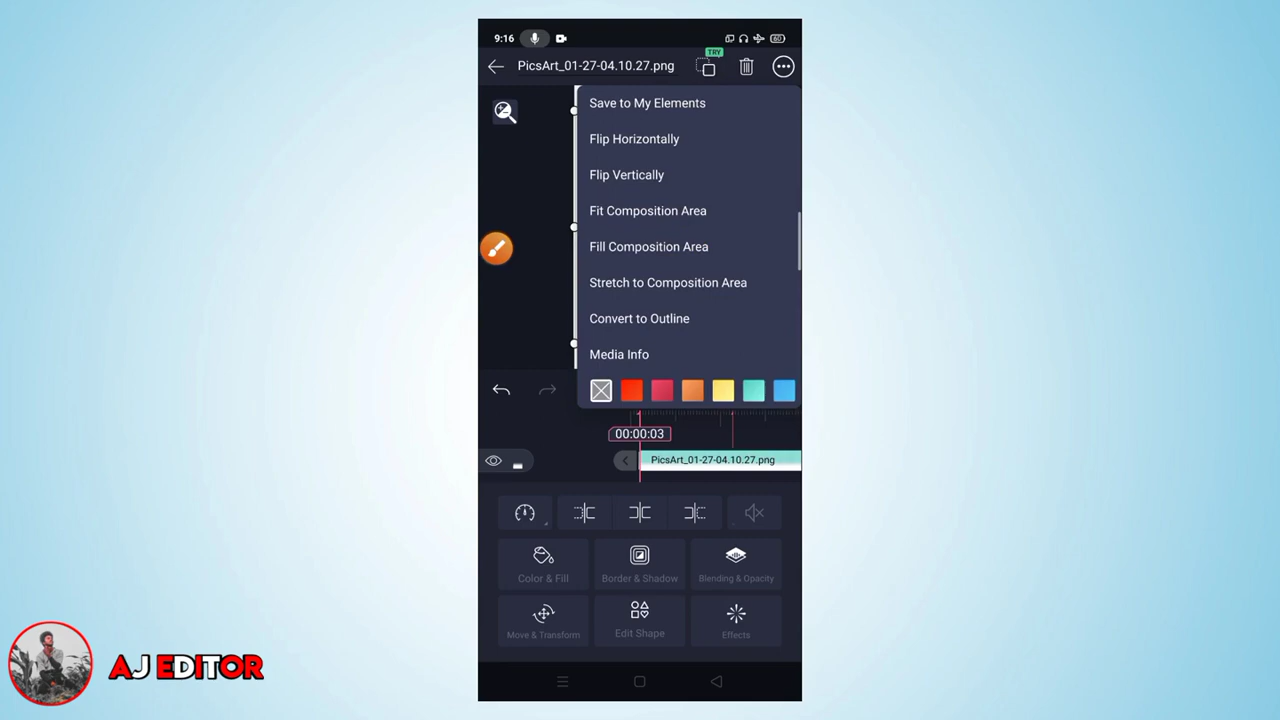 9:16
60
PicsArt_01-27-04.10.27.png
TRY
Save to My Elements
Flip Horizontally
Flip Vertically
Fit Composition Area
Fill Composition Area
Stretch to Composition Area
Convert to Outline
Media Info
00:00:03
PicsArt_01-27-04.10.27.png
Color & Fill
Border & Shadow
Blending & Opacity
Move & Transform
Edit Shape
Effects
AJ EDITOR